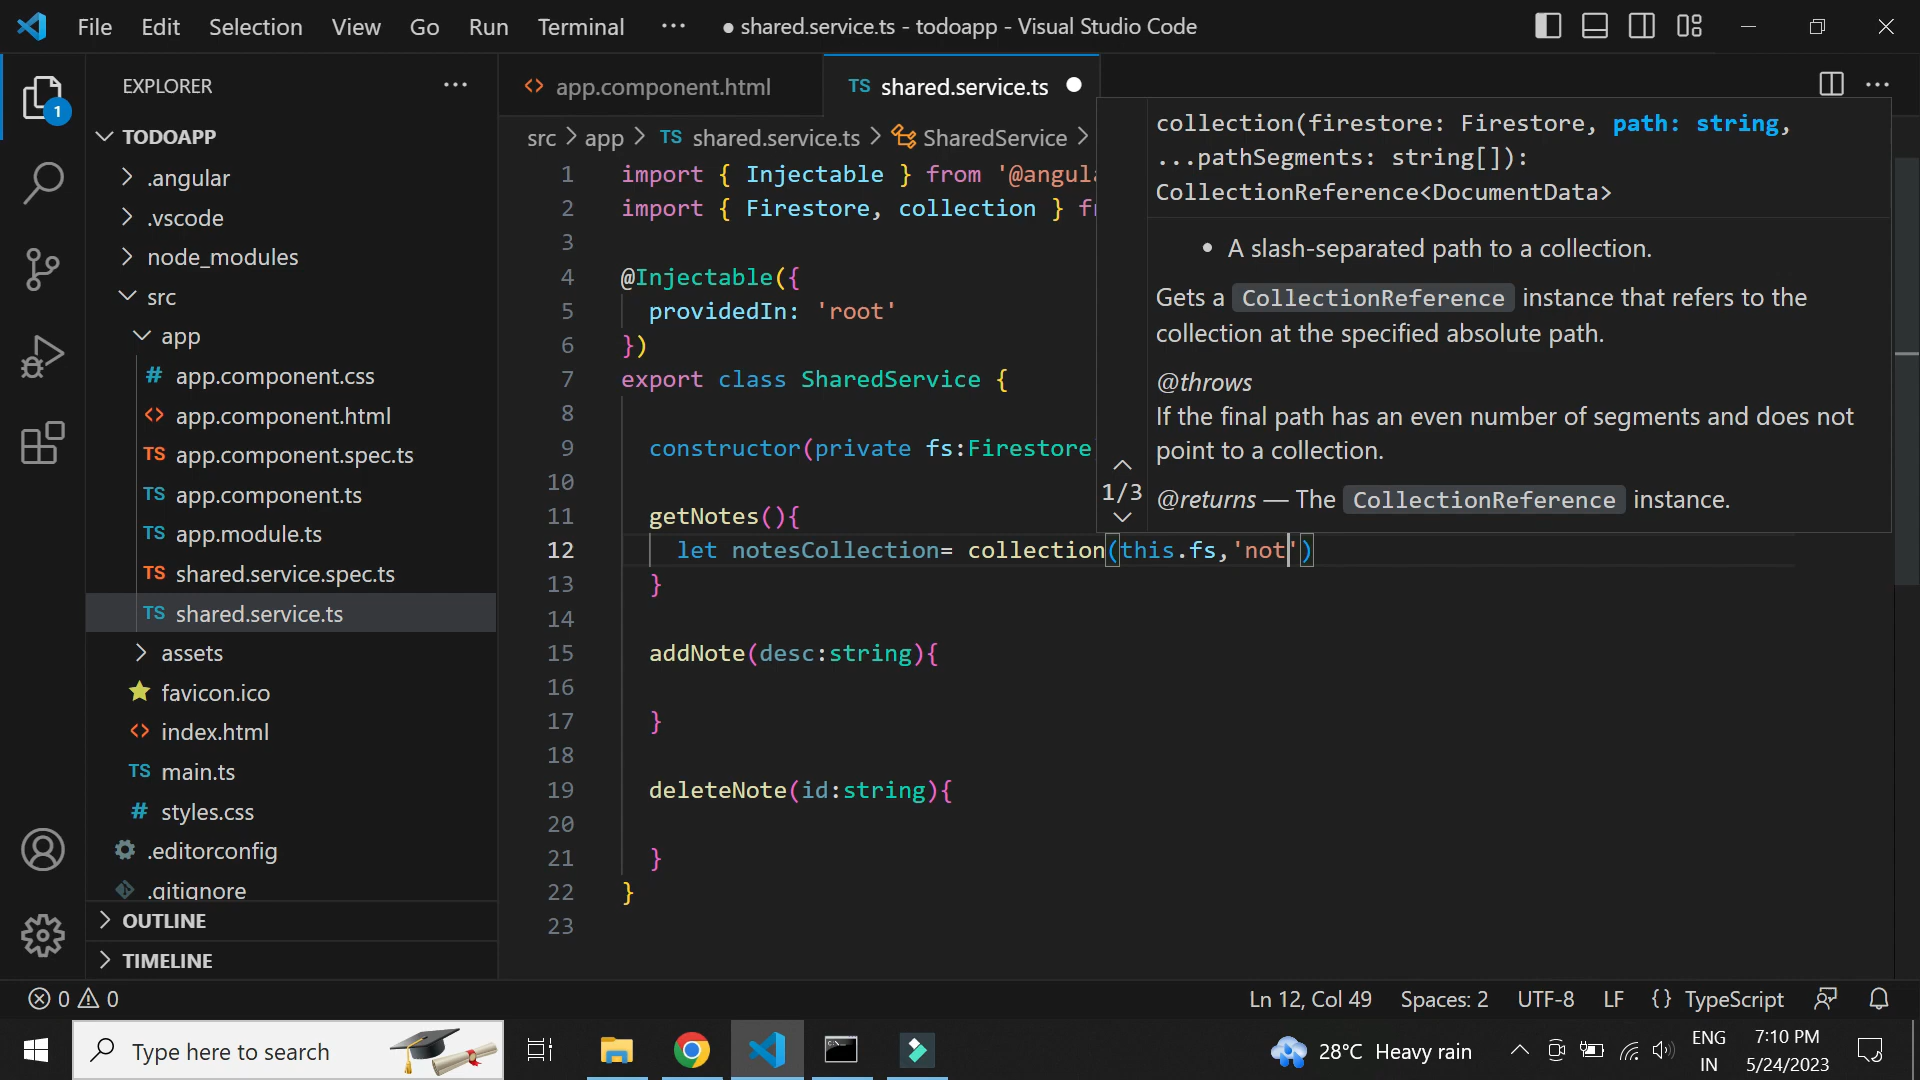 File Edit Selection View Go Run Terminal ··· ● shared.service.ts - todoapp - Visual Studio Code
EXPLORER ···
1
TODOAPP
.angular
.vscode
node_modules
src
app
# app.component.css
<> app.component.html
TS app.component.spec.ts
TS app.component.ts
TS app.module.ts
TS shared.service.spec.ts
TS shared.service.ts
assets
favicon.ico
<> index.html
TS main.ts
# styles.css
.editorconfig
.gitignore
OUTLINE
TIMELINE
<> app.component.html TS shared.service.ts ●
src > app > TS shared.service.ts > SharedService >
1 import { Injectable } from '@angul
2 import { Firestore, collection } f
3
4 @Injectable({
5 providedIn: 'root'
6 })
7 export class SharedService {
8
9 constructor(private fs:Firestore
10
11 getNotes(){
12 let notesCollection= collection(this.fs,'not')
13 }
14
15 addNote(desc:string){
16
17 }
18
19 deleteNote(id:string){
20
21 }
22 }
23
collection(firestore: Firestore, path: string,
...pathSegments: string[]):
CollectionReference<DocumentData>
• A slash-separated path to a collection.
Gets a CollectionReference instance that refers to the
collection at the specified absolute path.
@throws
If the final path has an even number of segments and does not
point to a collection.
1/3
@returns — The CollectionReference instance.
0 0 Ln 12, Col 49 Spaces: 2 UTF-8 LF {} TypeScript
Type here to search
28°C Heavy rain
ENG
IN
7:10 PM
5/24/2023